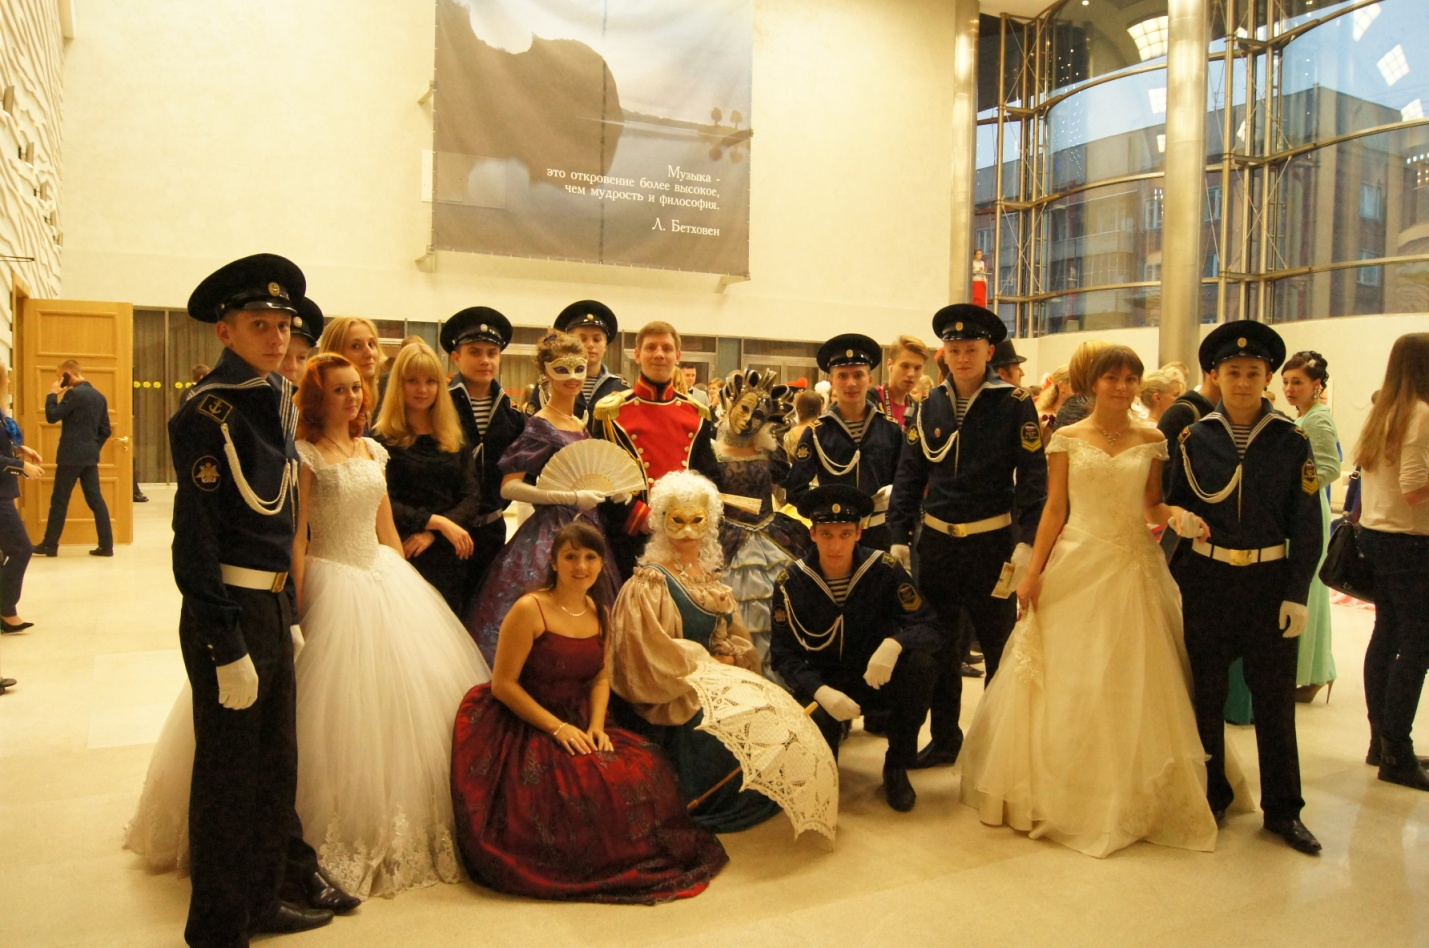 Музыка -
это откровение более высокое,
чем мудрость и философия.
Л. Бетховен